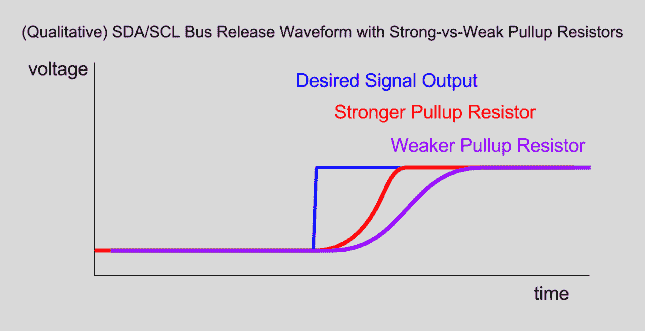 (Qualitative) SDA/SCL Bus Release Waveform with Strong-vs-Weak Pullup Resistors
voltage
Desired Signal Output
Stronger Pullup Resistor
Weaker Pullup Resistor
time